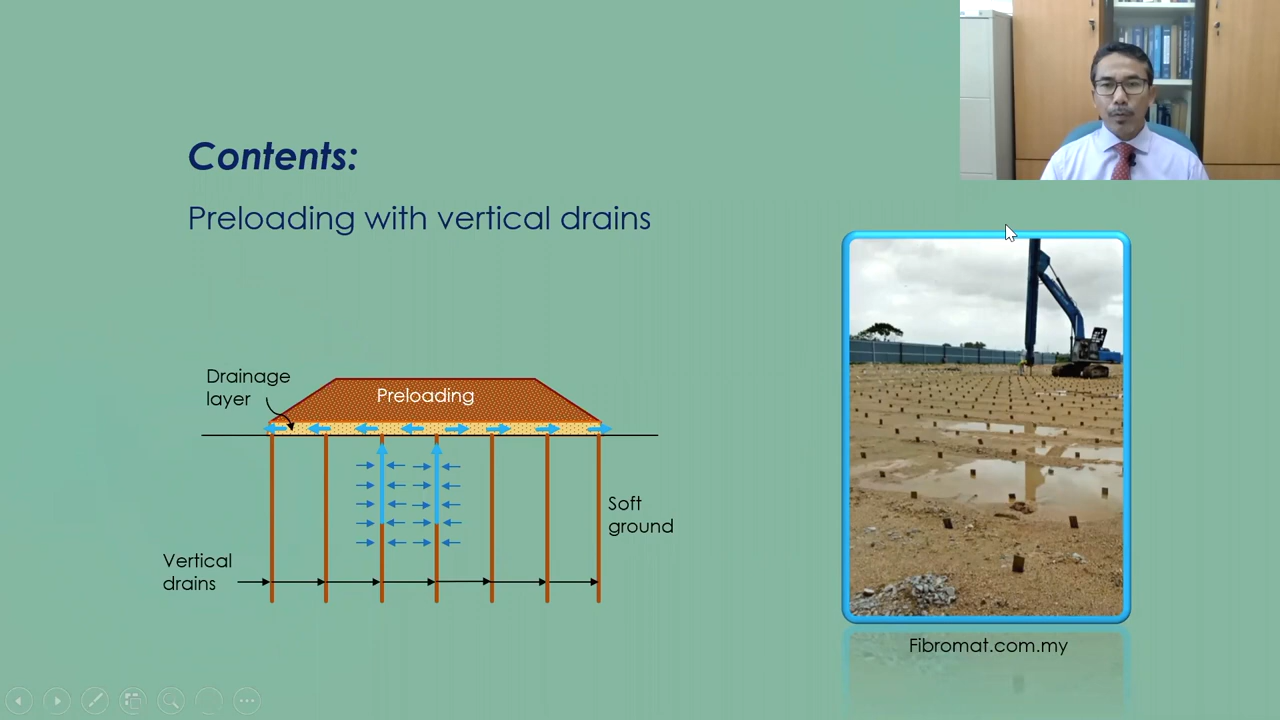 Contents:
Preloading with vertical drains
Drainage
layer
Preloading
Soft
ground
Vertical
drains
Fibromat.com.my